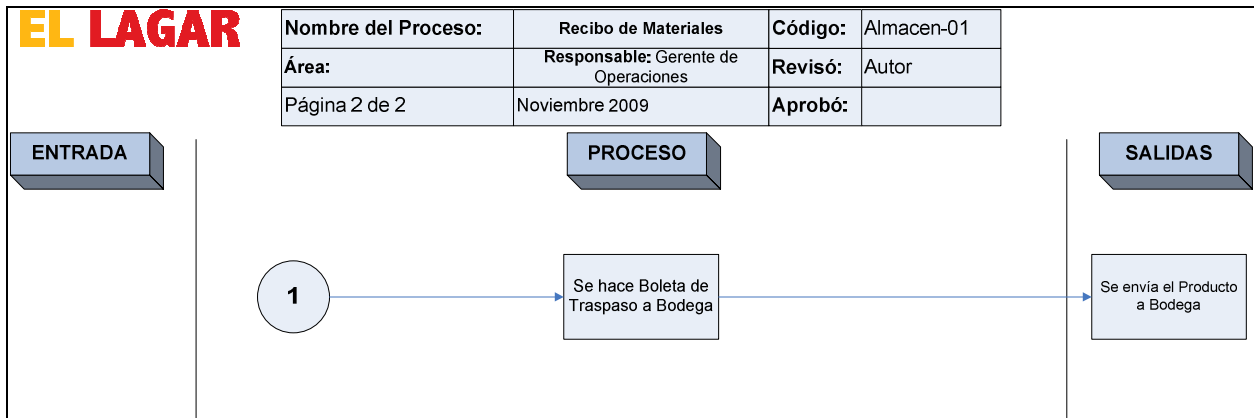 EL LAGAR
Nombre del Proceso: Recibo de Materiales Código: Almacen-01
Área: Responsable: Gerente de
Operaciones Revisó: Autor
Página 2 de 2 Noviembre 2009 Aprobó:
ENTRADA PROCESO SALIDAS
1
Se hace Boleta de
Traspaso a Bodega
Se envía el Producto
a Bodega